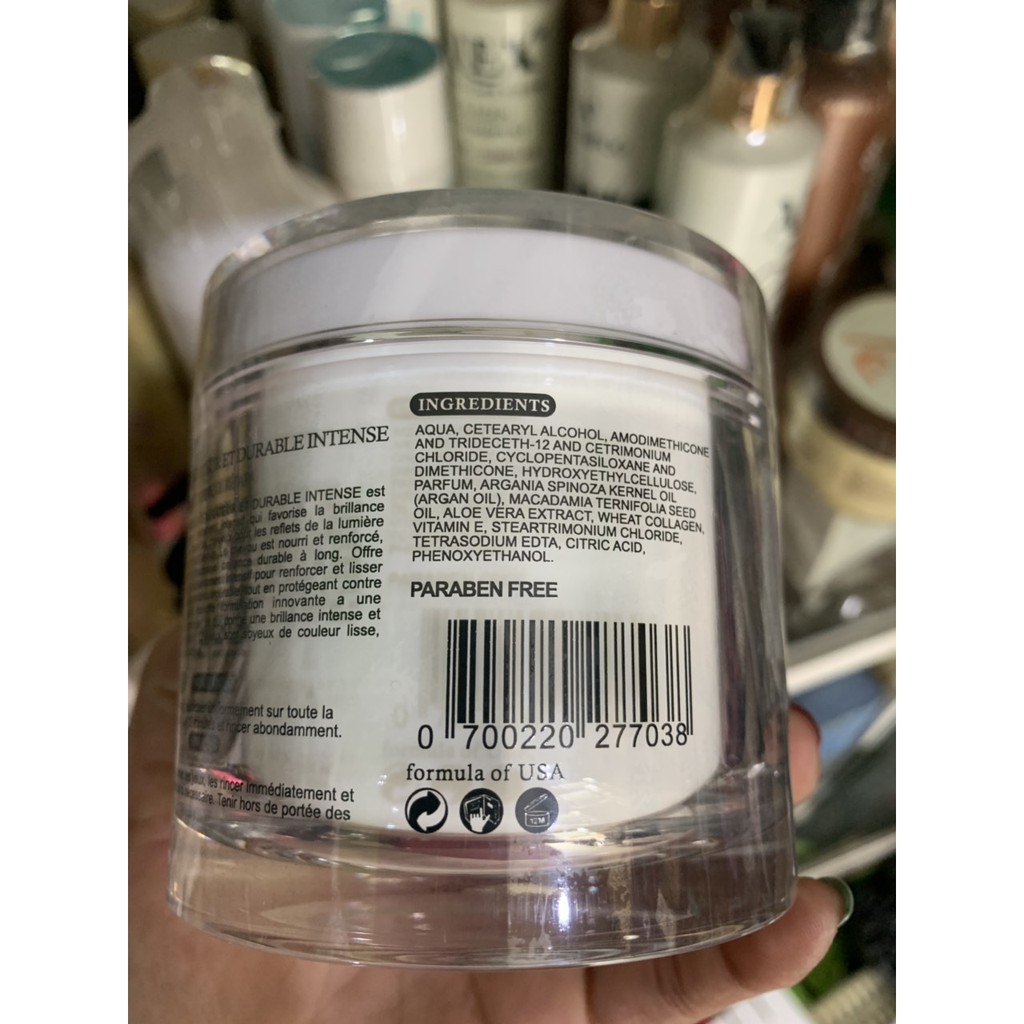 ET DURABLE INTENSE
DURABLE INTENSE est
qui favorise la brillance
les reflets de la lumière
est nourri et renforcé,
durable à long. Offre
pour renforcer et lisser
tout en protégeant contre
innovante a une
une brillance intense et
soyeux de couleur lisse,
sur toute la
rincer abondamment.
les rincer immédiatement et
Tenir hors de portée des
INGREDIENTS
AQUA, CETEARYL ALCOHOL, AMODIMETHICONE
AND TRIDECETH-12 AND CETRIMONIUM
CHLORIDE, CYCLOPENTASILOXANE AND
DIMETHICONE, HYDROXYETHYLCELLULOSE,
PARFUM, ARGANIA SPINOZA KERNEL OIL
(ARGAN OIL), MACADAMIA TERNIFOLIA SEED
OIL, ALOE VERA EXTRACT, WHEAT COLLAGEN,
VITAMIN E, STEARTRIMONIUM CHLORIDE,
TETRASODIUM EDTA, CITRIC ACID,
PHENOXYETHANOL.
PARABEN FREE
0 700220 277038
formula of USA
12M